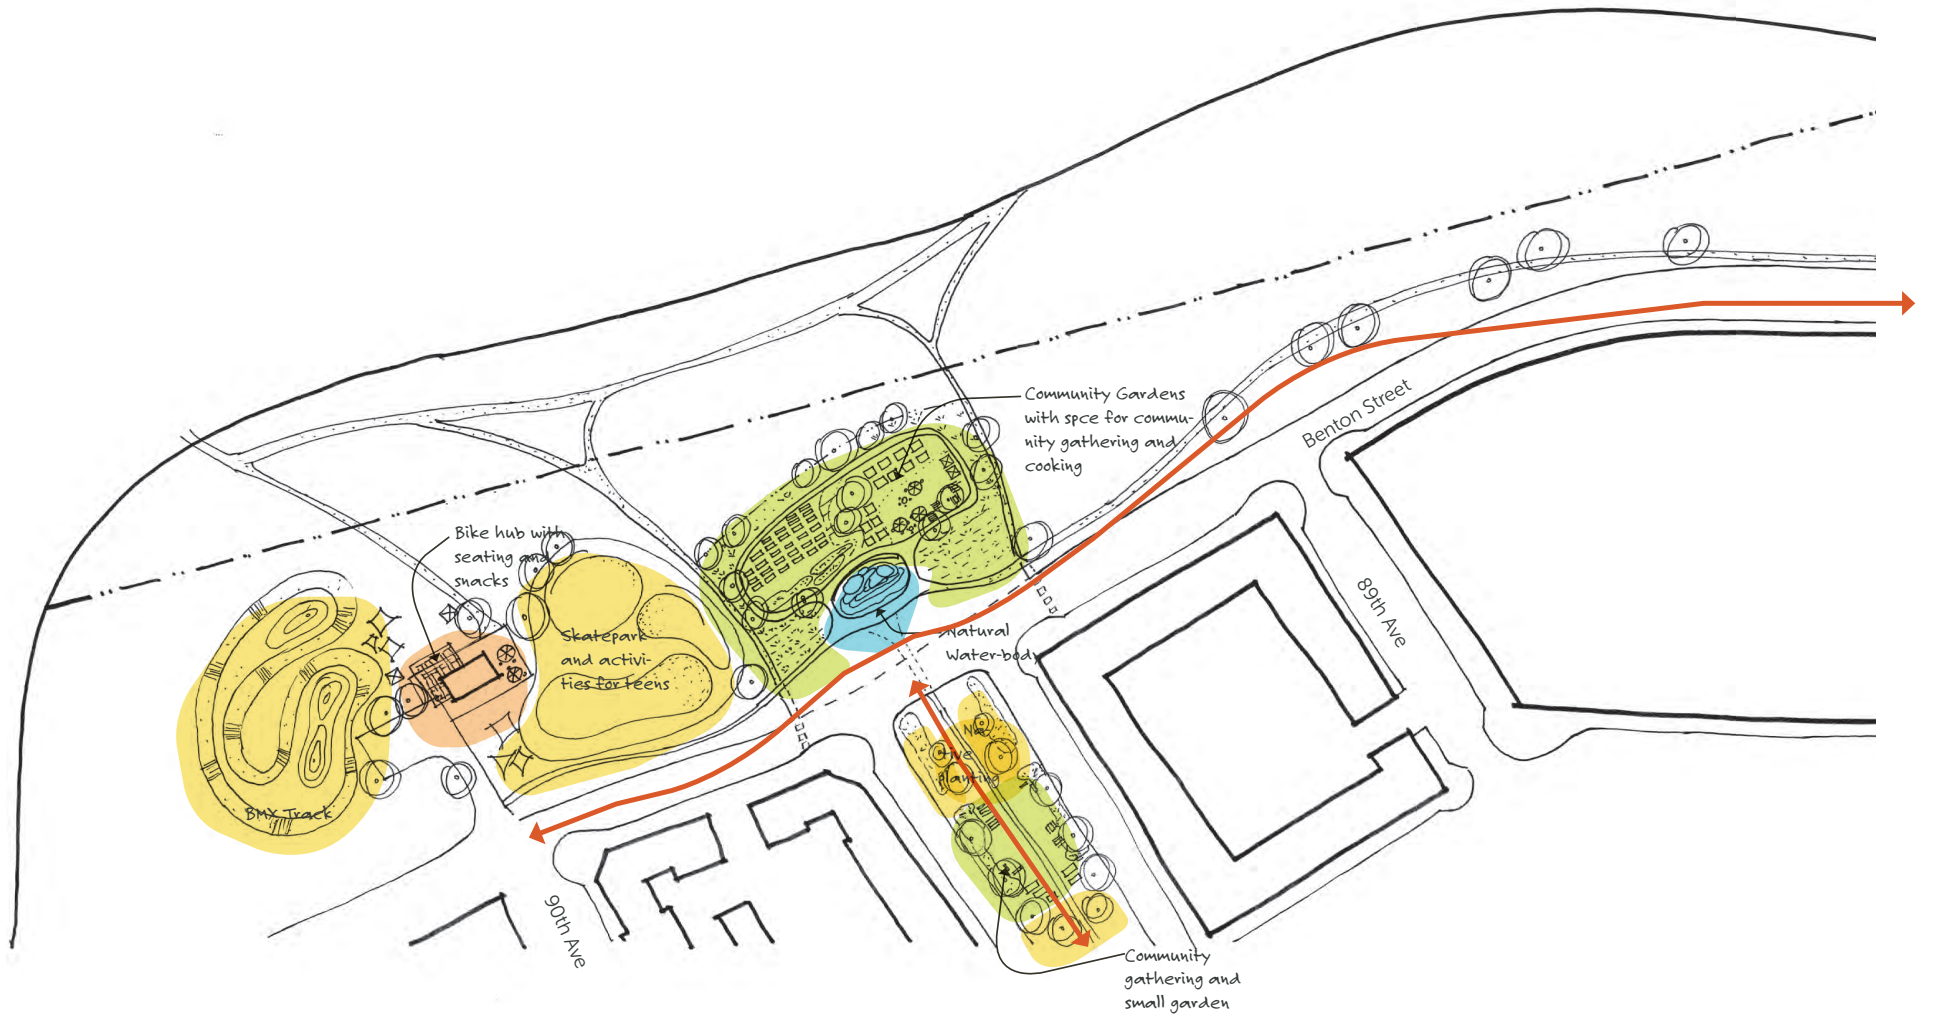 Community Gardens
with spce for commu-
nity gathering and
cooking
Benton Street
Bike hub with
seating and
snacks
89th Ave
Skatepark
and activi-
ties for teens
Natural
Water-body
Na-
tive
planting
BMX Track
90th Ave
Community
gathering and
small garden